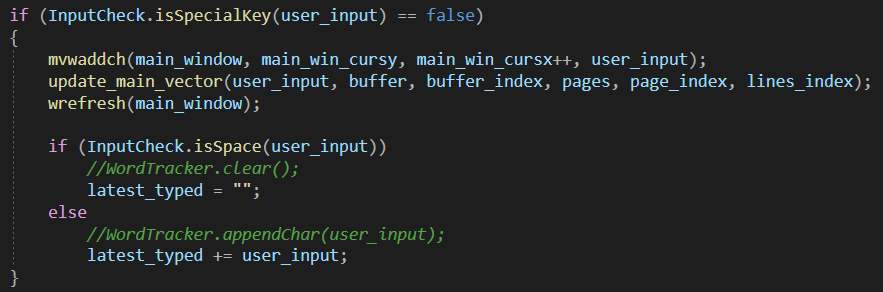 if (InputCheck.isSpecialKey(user_input) == false)
{
    mvwaddch(main_window, main_win_cursy, main_win_cursx++, user_input);
    update_main_vector(user_input, buffer, buffer_index, pages, page_index, lines_index);
    wrefresh(main_window);

    if (InputCheck.isSpace(user_input))
        //WordTracker.clear();
        latest_typed = "";
    else
        //WordTracker.appendChar(user_input);
        latest_typed += user_input;
}